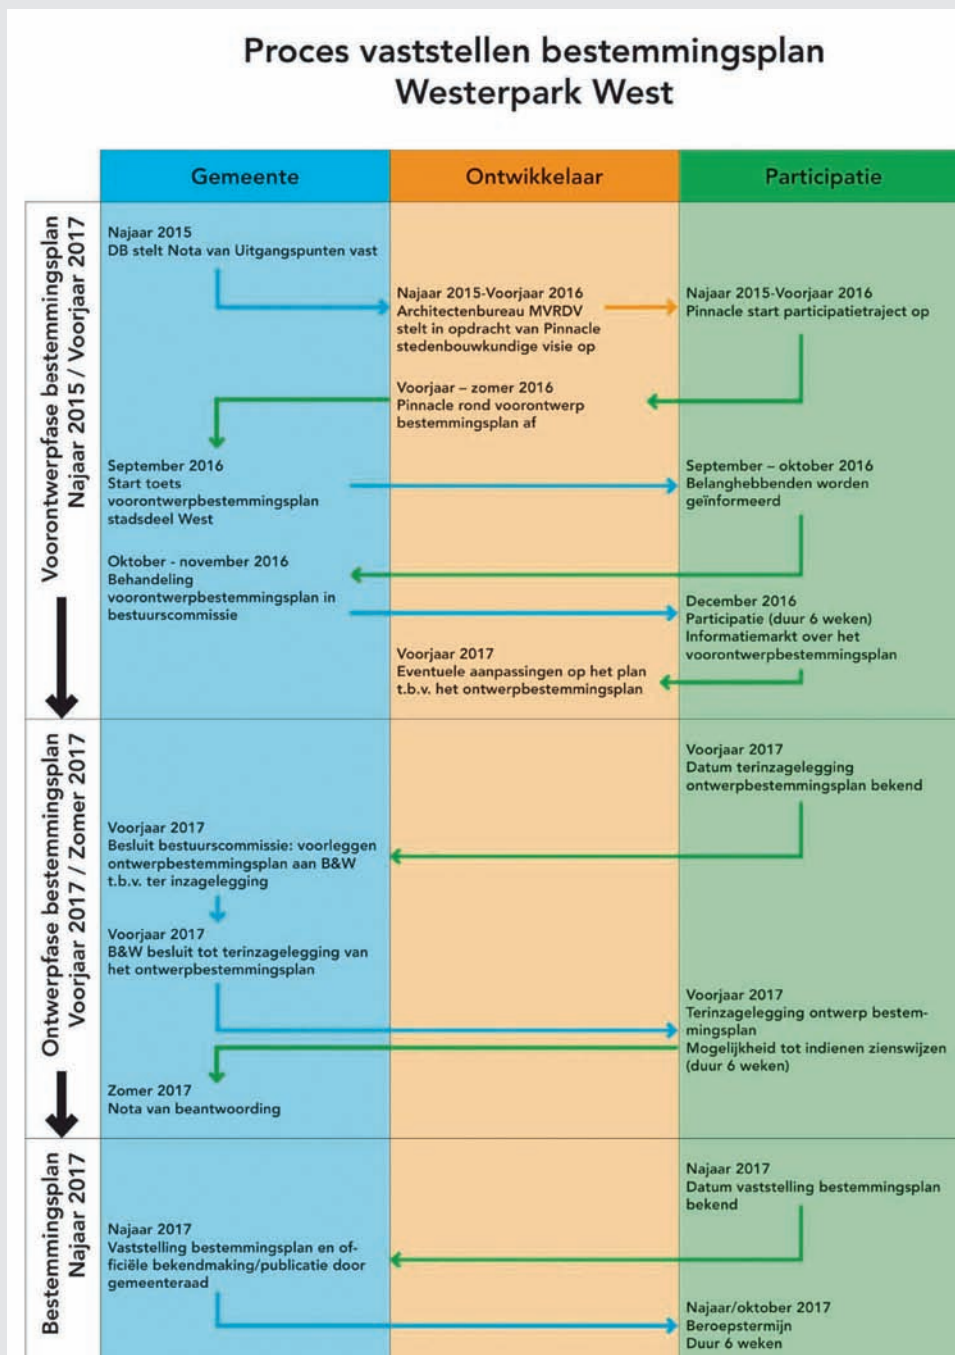 Proces vaststellen bestemmingsplan
Westerpark West
Gemeente
Ontwikkelaar
Participatie
Voorontwerpfase bestemmingsplan
Najaar 2015 / Voorjaar 2017
Najaar 2015
DB stelt Nota van Uitgangspunten vast
Najaar 2015-Voorjaar 2016
Architectenbureau MVRDV
stelt in opdracht van Pinnacle
stedenbouwkundige visie op
Najaar 2015-Voorjaar 2016
Pinnacle start participatietraject op
Voorjaar – zomer 2016
Pinnacle rond voorontwerp
bestemmingsplan af
September 2016
Start toets
voorontwerpbestemmingsplan
stadsdeel West
September – oktober 2016
Belanghebbenden worden
geïnformeerd
Oktober - november 2016
Behandeling
voorontwerpbestemmingsplan in
bestuurscommissie
December 2016
Participatie (duur 6 weken)
Informatiemarkt over het
voorontwerpbestemmingsplan
Voorjaar 2017
Eventuele aanpassingen op het plan
t.b.v. het ontwerpbestemmingsplan
Ontwerpfase bestemmingsplan
Voorjaar 2017 / Zomer 2017
Voorjaar 2017
Datum terinzagelegging
ontwerpbestemmingsplan bekend
Voorjaar 2017
Besluit bestuurscommissie: voorleggen
ontwerpbestemmingsplan aan B&W
t.b.v. ter inzagelegging
Voorjaar 2017
B&W besluit tot terinzagelegging van
het ontwerpbestemmingsplan
Voorjaar 2017
Terinzagelegging ontwerp bestem-
mingsplan
Mogelijkheid tot indienen zienswijzen
(duur 6 weken)
Zomer 2017
Nota van beantwoording
Bestemmingsplan
Najaar 2017
Najaar 2017
Datum vaststelling bestemmingsplan
bekend
Najaar 2017
Vaststelling bestemmingsplan en of-
ficiële bekendmaking/publicatie door
gemeenteraad
Najaar/oktober 2017
Beroepstermijn
Duur 6 weken